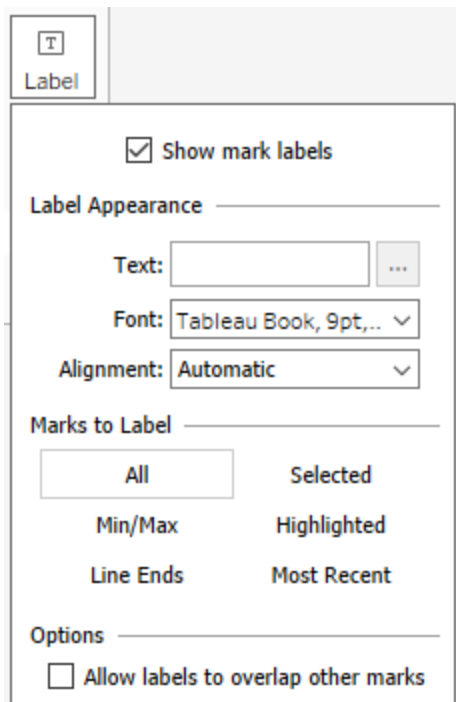 T
Label
Show mark labels
Label Appearance
Text: ...
Font: Tableau Book, 9pt,..
Alignment: Automatic
Marks to Label
All Selected
Min/Max Highlighted
Line Ends Most Recent
Options
Allow labels to overlap other marks